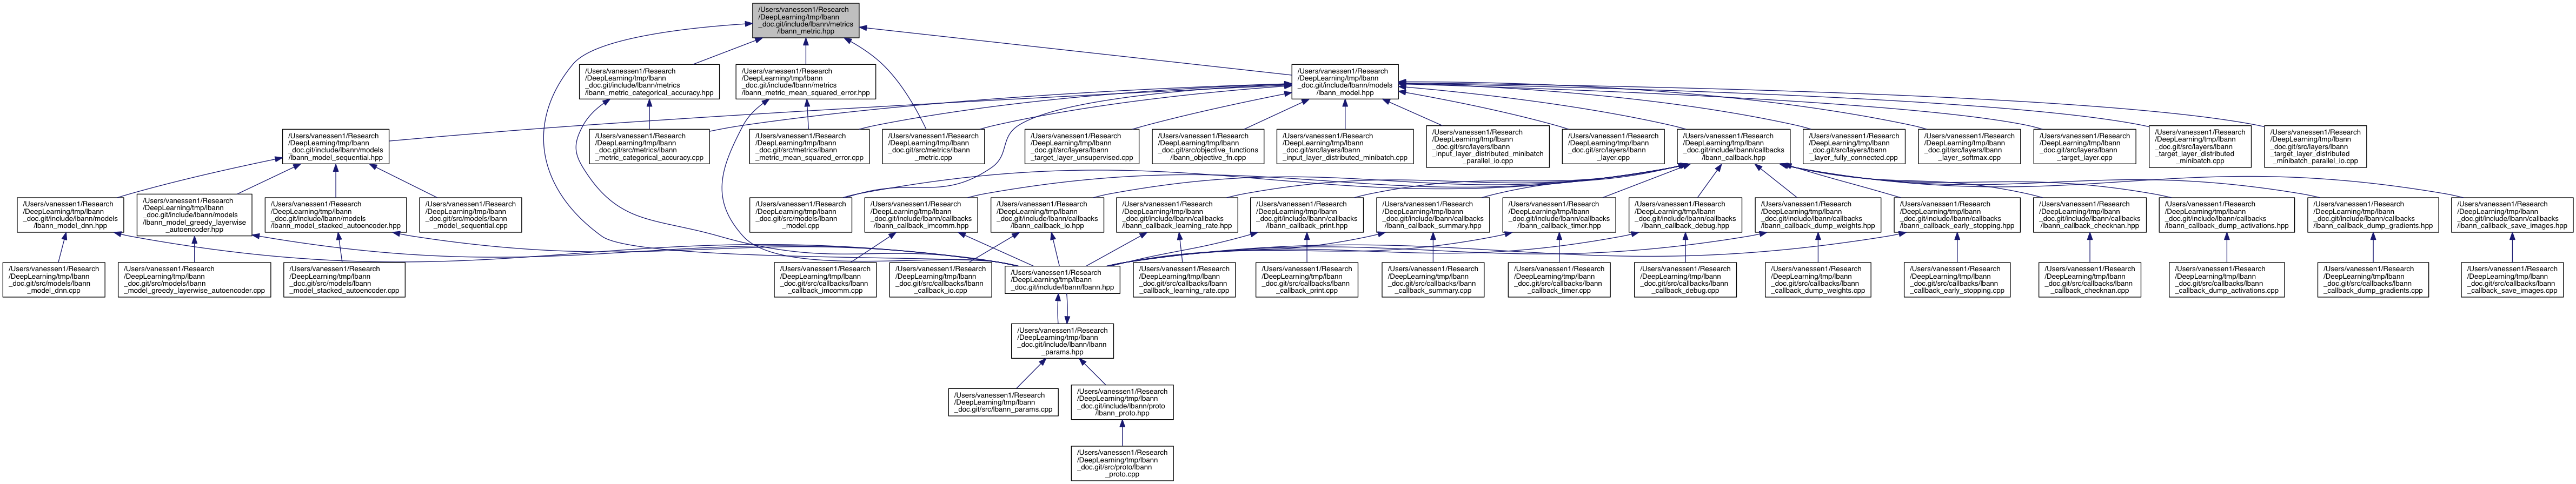 /Users/vanessen1/Research
/DeepLearning/tmp/lbann
_doc.git/include/lbann/metrics
/lbann_metric.hpp
/Users/vanessen1/Research
/DeepLearning/tmp/lbann
_doc.git/include/lbann/metrics
/lbann_metric_categorical_accuracy.hpp
/Users/vanessen1/Research
/DeepLearning/tmp/lbann
_doc.git/include/lbann/metrics
/lbann_metric_mean_squared_error.hpp
/Users/vanessen1/Research
/DeepLearning/tmp/lbann
_doc.git/include/lbann/models
/lbann_model.hpp
/Users/vanessen1/Research
/DeepLearning/tmp/lbann
_doc.git/include/lbann/models
/lbann_model_sequential.hpp
/Users/vanessen1/Research
/DeepLearning/tmp/lbann
_doc.git/src/metrics/lbann
_metric_categorical_accuracy.cpp
/Users/vanessen1/Research
/DeepLearning/tmp/lbann
_doc.git/src/metrics/lbann
_metric_mean_squared_error.cpp
/Users/vanessen1/Research
/DeepLearning/tmp/lbann
_doc.git/src/metrics/lbann
_metric.cpp
/Users/vanessen1/Research
/DeepLearning/tmp/lbann
_doc.git/src/layers/lbann
_target_layer_unsupervised.cpp
/Users/vanessen1/Research
/DeepLearning/tmp/lbann
_doc.git/src/objective_functions
/lbann_objective_fn.cpp
/Users/vanessen1/Research
/DeepLearning/tmp/lbann
_doc.git/src/layers/lbann
_input_layer_distributed_minibatch.cpp
/Users/vanessen1/Research
/DeepLearning/tmp/lbann
_doc.git/src/layers/lbann
_input_layer_distributed_minibatch
_parallel_io.cpp
/Users/vanessen1/Research
/DeepLearning/tmp/lbann
_doc.git/src/layers/lbann
_layer.cpp
/Users/vanessen1/Research
/DeepLearning/tmp/lbann
_doc.git/include/lbann/callbacks
/lbann_callback.hpp
/Users/vanessen1/Research
/DeepLearning/tmp/lbann
_doc.git/src/layers/lbann
_layer_fully_connected.cpp
/Users/vanessen1/Research
/DeepLearning/tmp/lbann
_doc.git/src/layers/lbann
_layer_softmax.cpp
/Users/vanessen1/Research
/DeepLearning/tmp/lbann
_doc.git/src/layers/lbann
_target_layer.cpp
/Users/vanessen1/Research
/DeepLearning/tmp/lbann
_doc.git/src/layers/lbann
_target_layer_distributed
_minibatch.cpp
/Users/vanessen1/Research
/DeepLearning/tmp/lbann
_doc.git/src/layers/lbann
_target_layer_distributed
_minibatch_parallel_io.cpp
/Users/vanessen1/Research
/DeepLearning/tmp/lbann
_doc.git/include/lbann/models
/lbann_model_dnn.hpp
/Users/vanessen1/Research
/DeepLearning/tmp/lbann
_doc.git/include/lbann/models
/lbann_model_greedy_layerwise
_autoencoder.hpp
/Users/vanessen1/Research
/DeepLearning/tmp/lbann
_doc.git/include/lbann/models
/lbann_model_stacked_autoencoder.hpp
/Users/vanessen1/Research
/DeepLearning/tmp/lbann
_doc.git/src/models/lbann
_model_sequential.cpp
/Users/vanessen1/Research
/DeepLearning/tmp/lbann
_doc.git/src/models/lbann
_model.cpp
/Users/vanessen1/Research
/DeepLearning/tmp/lbann
_doc.git/include/lbann/callbacks
/lbann_callback_imcomm.hpp
/Users/vanessen1/Research
/DeepLearning/tmp/lbann
_doc.git/include/lbann/callbacks
/lbann_callback_io.hpp
/Users/vanessen1/Research
/DeepLearning/tmp/lbann
_doc.git/include/lbann/callbacks
/lbann_callback_learning_rate.hpp
/Users/vanessen1/Research
/DeepLearning/tmp/lbann
_doc.git/include/lbann/callbacks
/lbann_callback_print.hpp
/Users/vanessen1/Research
/DeepLearning/tmp/lbann
_doc.git/include/lbann/callbacks
/lbann_callback_summary.hpp
/Users/vanessen1/Research
/DeepLearning/tmp/lbann
_doc.git/include/lbann/callbacks
/lbann_callback_timer.hpp
/Users/vanessen1/Research
/DeepLearning/tmp/lbann
_doc.git/include/lbann/callbacks
/lbann_callback_debug.hpp
/Users/vanessen1/Research
/DeepLearning/tmp/lbann
_doc.git/include/lbann/callbacks
/lbann_callback_dump_weights.hpp
/Users/vanessen1/Research
/DeepLearning/tmp/lbann
_doc.git/include/lbann/callbacks
/lbann_callback_early_stopping.hpp
/Users/vanessen1/Research
/DeepLearning/tmp/lbann
_doc.git/include/lbann/callbacks
/lbann_callback_checknan.hpp
/Users/vanessen1/Research
/DeepLearning/tmp/lbann
_doc.git/include/lbann/callbacks
/lbann_callback_dump_activations.hpp
/Users/vanessen1/Research
/DeepLearning/tmp/lbann
_doc.git/include/lbann/callbacks
/lbann_callback_dump_gradients.hpp
/Users/vanessen1/Research
/DeepLearning/tmp/lbann
_doc.git/include/lbann/callbacks
/lbann_callback_save_images.hpp
/Users/vanessen1/Research
/DeepLearning/tmp/lbann
_doc.git/src/models/lbann
_model_dnn.cpp
/Users/vanessen1/Research
/DeepLearning/tmp/lbann
_doc.git/src/models/lbann
_model_greedy_layerwise_autoencoder.cpp
/Users/vanessen1/Research
/DeepLearning/tmp/lbann
_doc.git/src/models/lbann
_model_stacked_autoencoder.cpp
/Users/vanessen1/Research
/DeepLearning/tmp/lbann
_doc.git/src/callbacks/lbann
_callback_imcomm.cpp
/Users/vanessen1/Research
/DeepLearning/tmp/lbann
_doc.git/src/callbacks/lbann
_callback_io.cpp
/Users/vanessen1/Research
/DeepLearning/tmp/lbann
_doc.git/include/lbann/lbann.hpp
/Users/vanessen1/Research
/DeepLearning/tmp/lbann
_doc.git/src/callbacks/lbann
_callback_learning_rate.cpp
/Users/vanessen1/Research
/DeepLearning/tmp/lbann
_doc.git/src/callbacks/lbann
_callback_print.cpp
/Users/vanessen1/Research
/DeepLearning/tmp/lbann
_doc.git/src/callbacks/lbann
_callback_summary.cpp
/Users/vanessen1/Research
/DeepLearning/tmp/lbann
_doc.git/src/callbacks/lbann
_callback_timer.cpp
/Users/vanessen1/Research
/DeepLearning/tmp/lbann
_doc.git/src/callbacks/lbann
_callback_debug.cpp
/Users/vanessen1/Research
/DeepLearning/tmp/lbann
_doc.git/src/callbacks/lbann
_callback_dump_weights.cpp
/Users/vanessen1/Research
/DeepLearning/tmp/lbann
_doc.git/src/callbacks/lbann
_callback_early_stopping.cpp
/Users/vanessen1/Research
/DeepLearning/tmp/lbann
_doc.git/src/callbacks/lbann
_callback_checknan.cpp
/Users/vanessen1/Research
/DeepLearning/tmp/lbann
_doc.git/src/callbacks/lbann
_callback_dump_activations.cpp
/Users/vanessen1/Research
/DeepLearning/tmp/lbann
_doc.git/src/callbacks/lbann
_callback_dump_gradients.cpp
/Users/vanessen1/Research
/DeepLearning/tmp/lbann
_doc.git/src/callbacks/lbann
_callback_save_images.cpp
/Users/vanessen1/Research
/DeepLearning/tmp/lbann
_doc.git/include/lbann/lbann
_params.hpp
/Users/vanessen1/Research
/DeepLearning/tmp/lbann
_doc.git/src/lbann_params.cpp
/Users/vanessen1/Research
/DeepLearning/tmp/lbann
_doc.git/include/lbann/proto
/lbann_proto.hpp
/Users/vanessen1/Research
/DeepLearning/tmp/lbann
_doc.git/src/proto/lbann
_proto.cpp